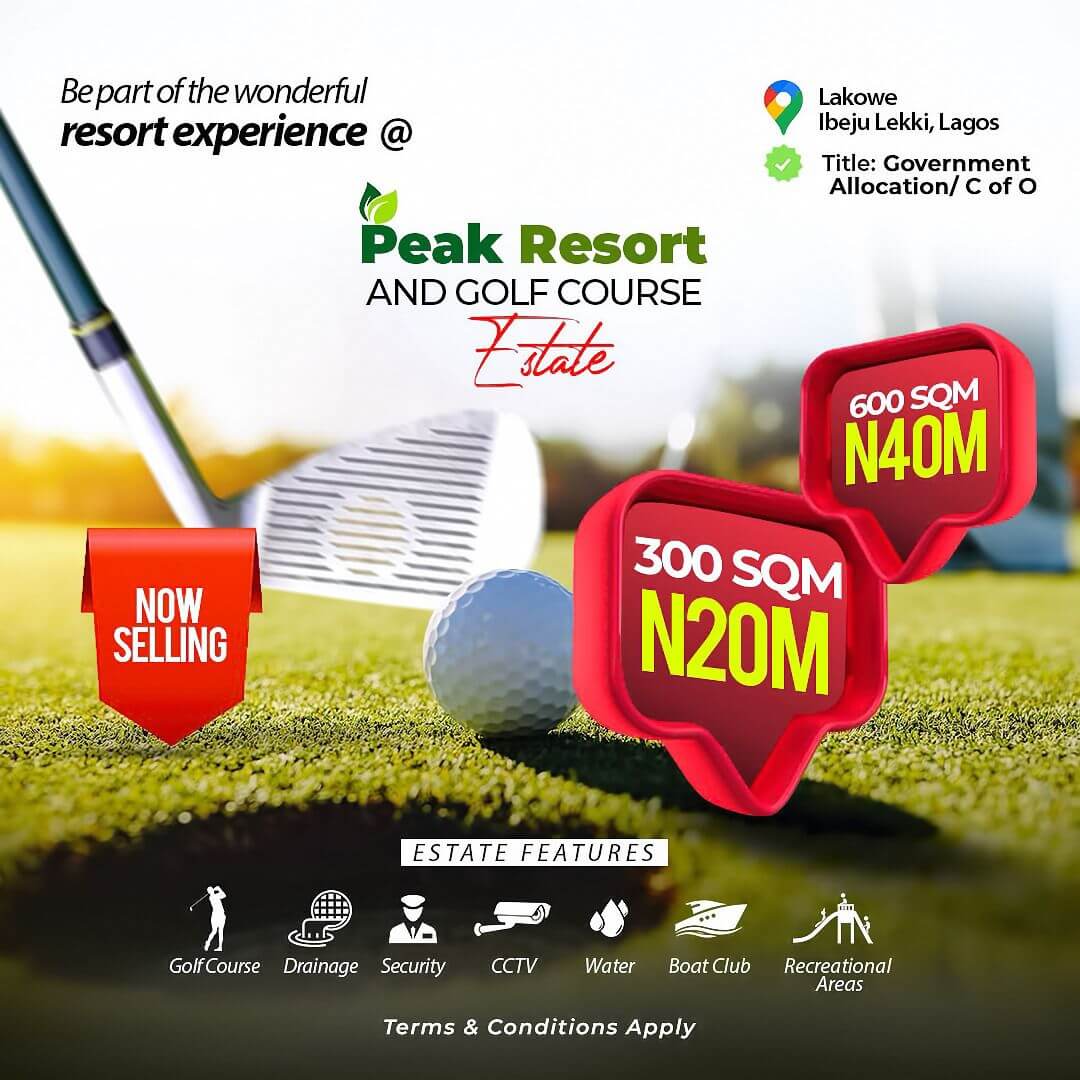 Be part of the wonderful
resort experience @
Lakowe
Ibeju Lekki, Lagos
Title: Government
Allocation/ C of O
Peak Resort
AND GOLF COURSE
Estate
600 SQM
N40M
300 SQM
N20M
NOW
SELLING
ESTATE FEATURES
Golf Course
Drainage
Security
CCTV
Water
Boat Club
Recreational
Areas
Terms & Conditions Apply